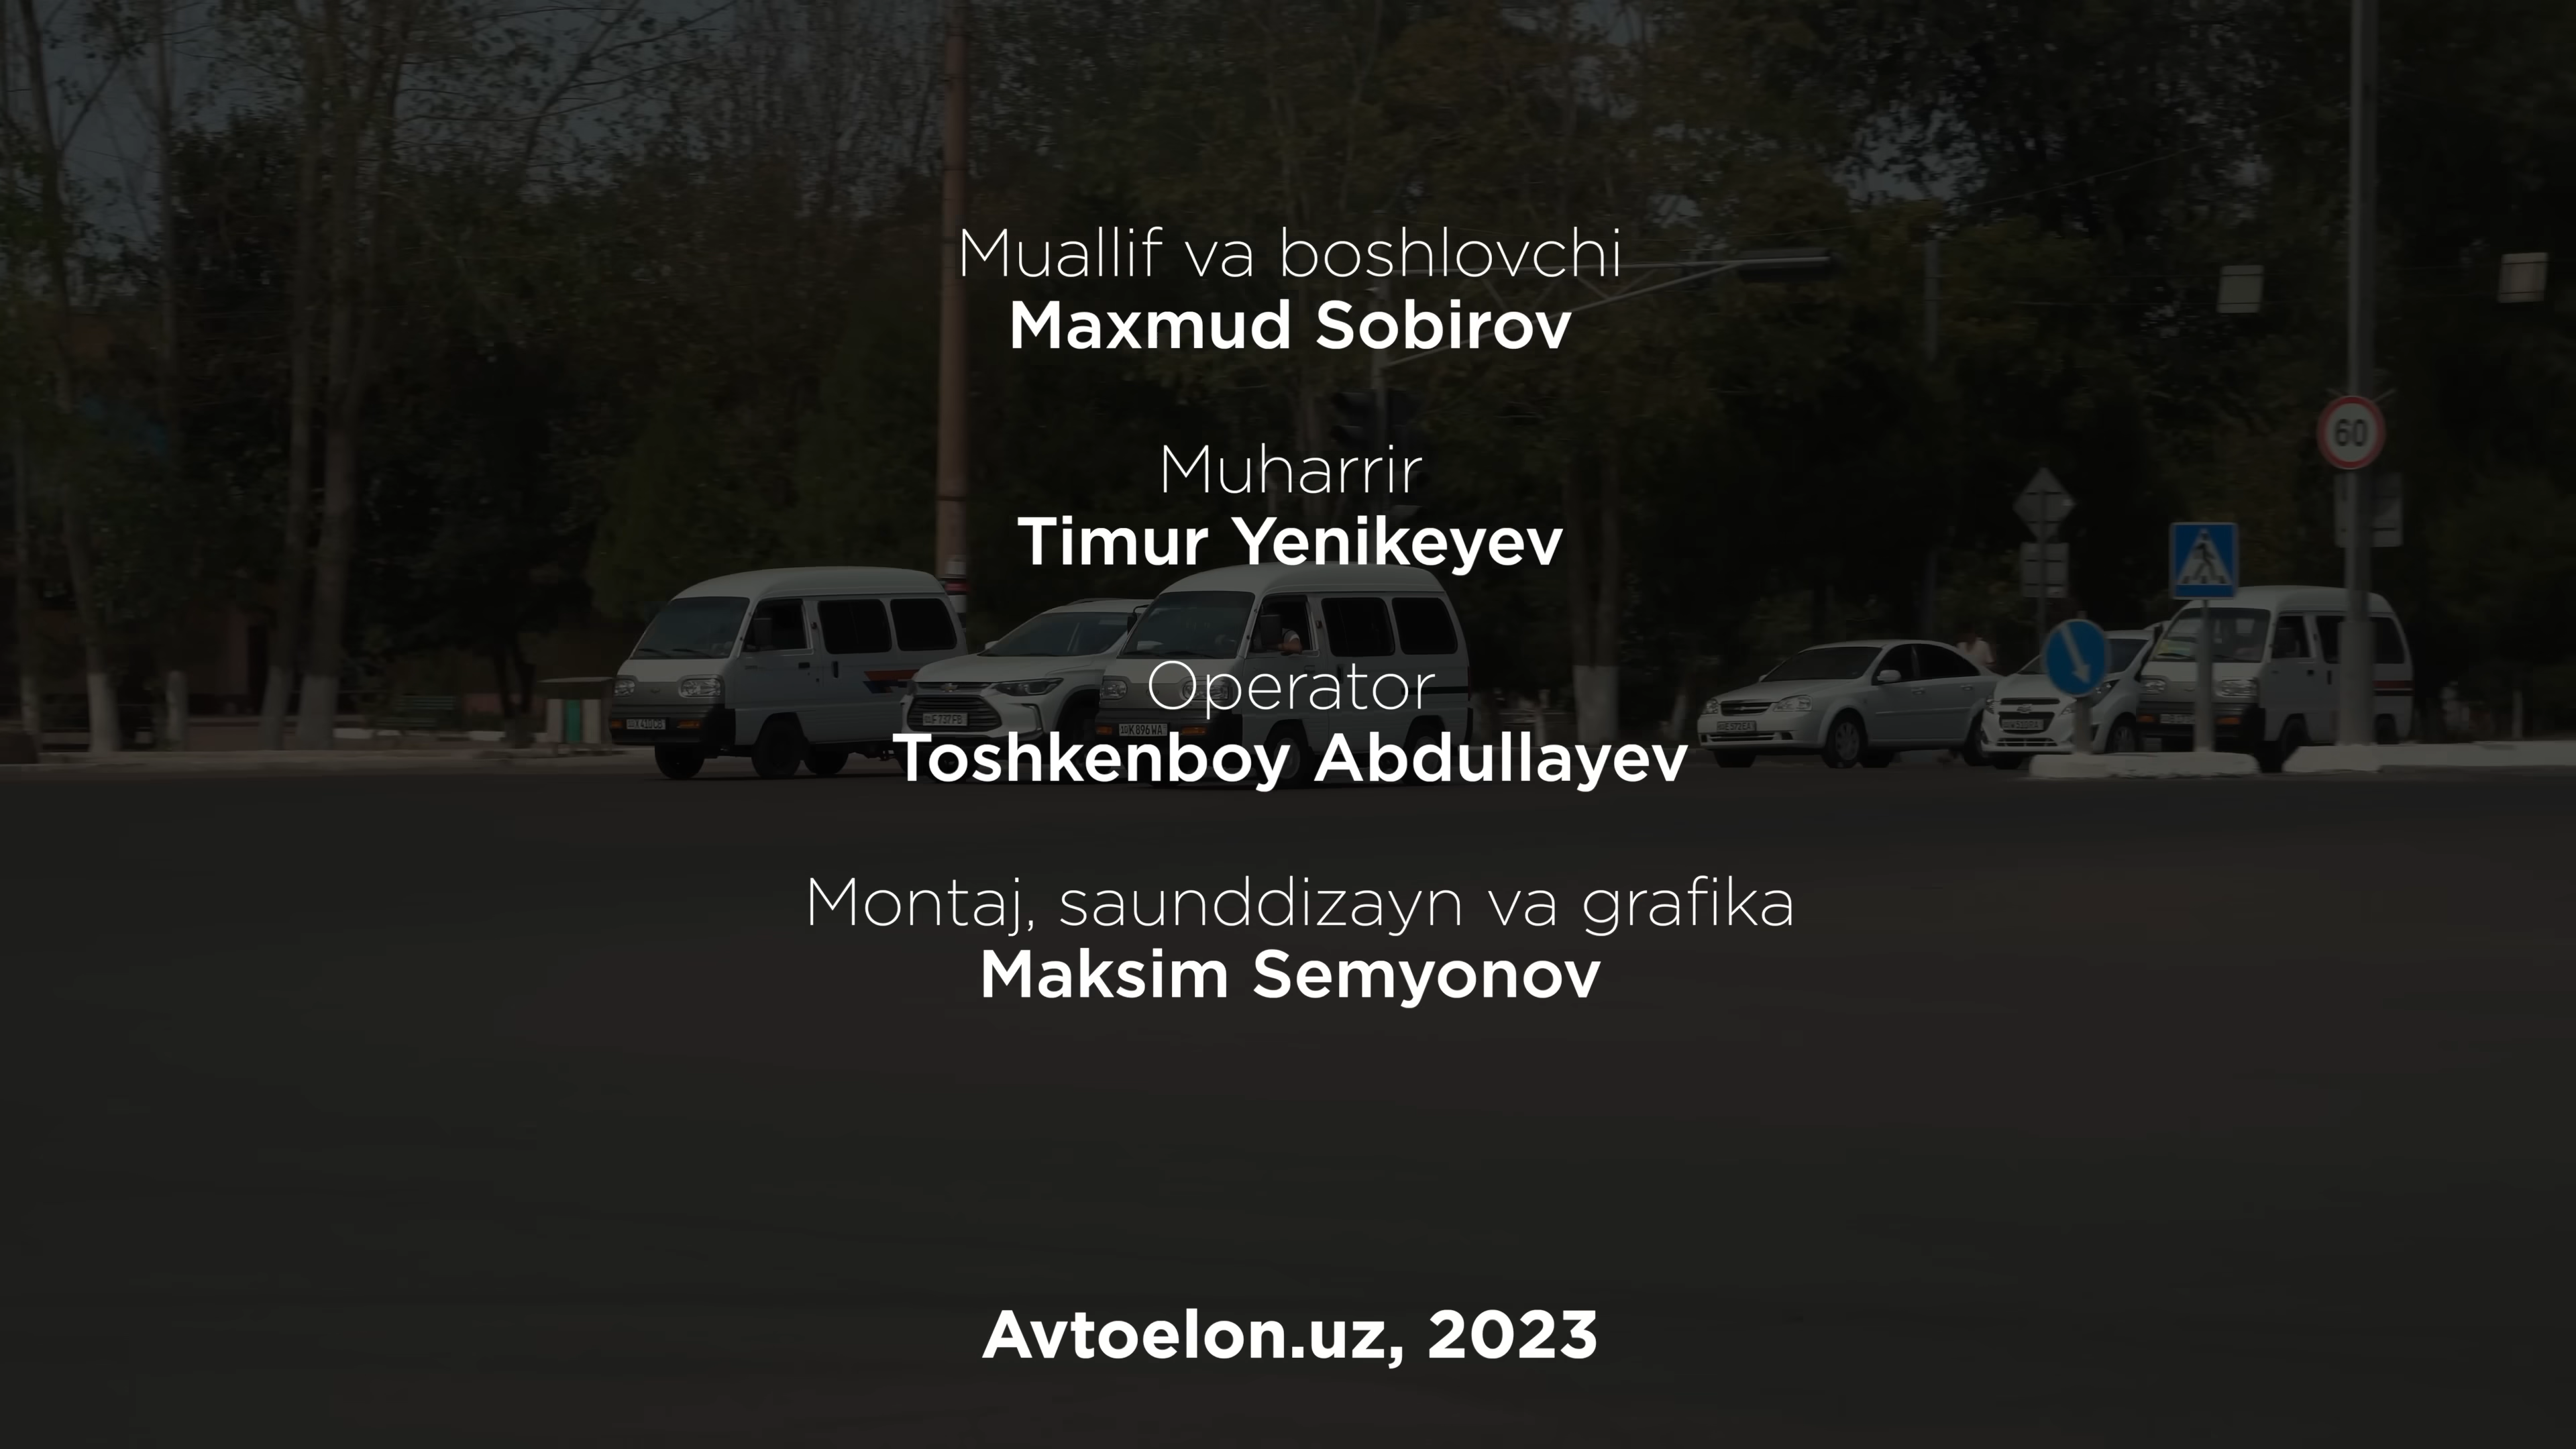 Muallif va boshlovchi
Maxmud Sobirov
Muharrir
Timur Yenikeyev
Operator
Toshkenboy Abdullayev
Montaj, saunddizayn va grafika
Maksim Semyonov
Avtoelon.uz, 2023
60